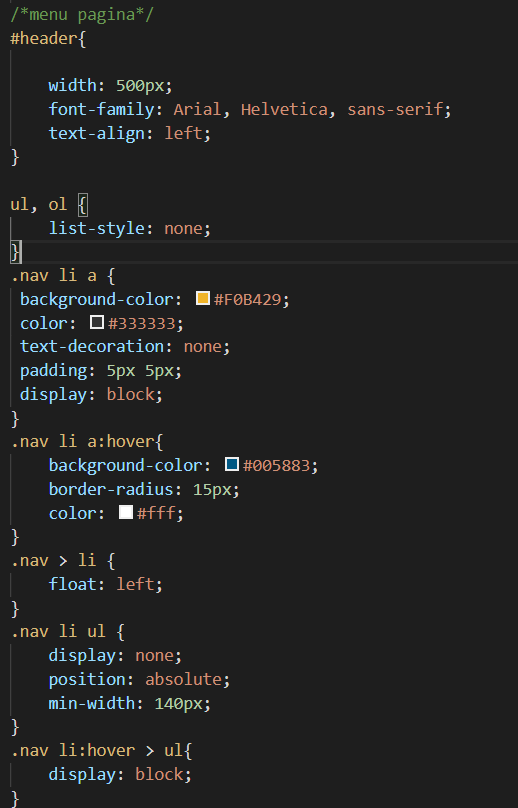 /*menu pagina*/
#header{
width: 500px;
font-family: Arial, Helvetica, sans-serif;
text-align: left;
}
ul, ol {
list-style: none;
}
.nav li a {
background-color: #F0B429;
color: #333333;
text-decoration: none;
padding: 5px 5px;
display: block;
}
.nav li a:hover{
background-color: #005883;
border-radius: 15px;
color: #fff;
}
.nav > li {
float: left;
}
.nav li ul {
display: none;
position: absolute;
min-width: 140px;
}
.nav li:hover > ul{
display: block;
}